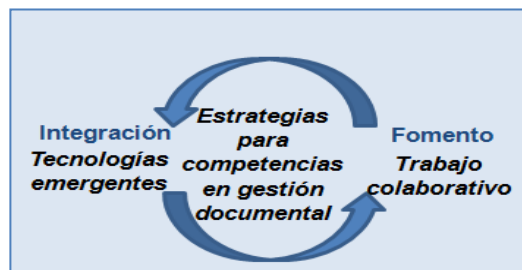 Integración
Tecnologías
emergentes
Estrategias
para
competencias
en gestión
documental
Fomento
Trabajo
colaborativo